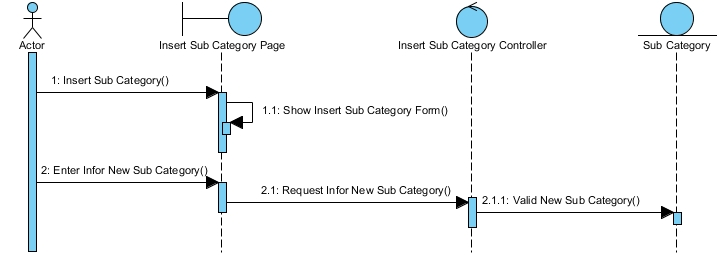 Actor
Insert Sub Category Page
Insert Sub Category Controller
Sub Category
1: Insert Sub Category()
1.1: Show Insert Sub Category Form()
2: Enter Infor New Sub Category()
2.1: Request Infor New Sub Category()
2.1.1: Valid New Sub Category()